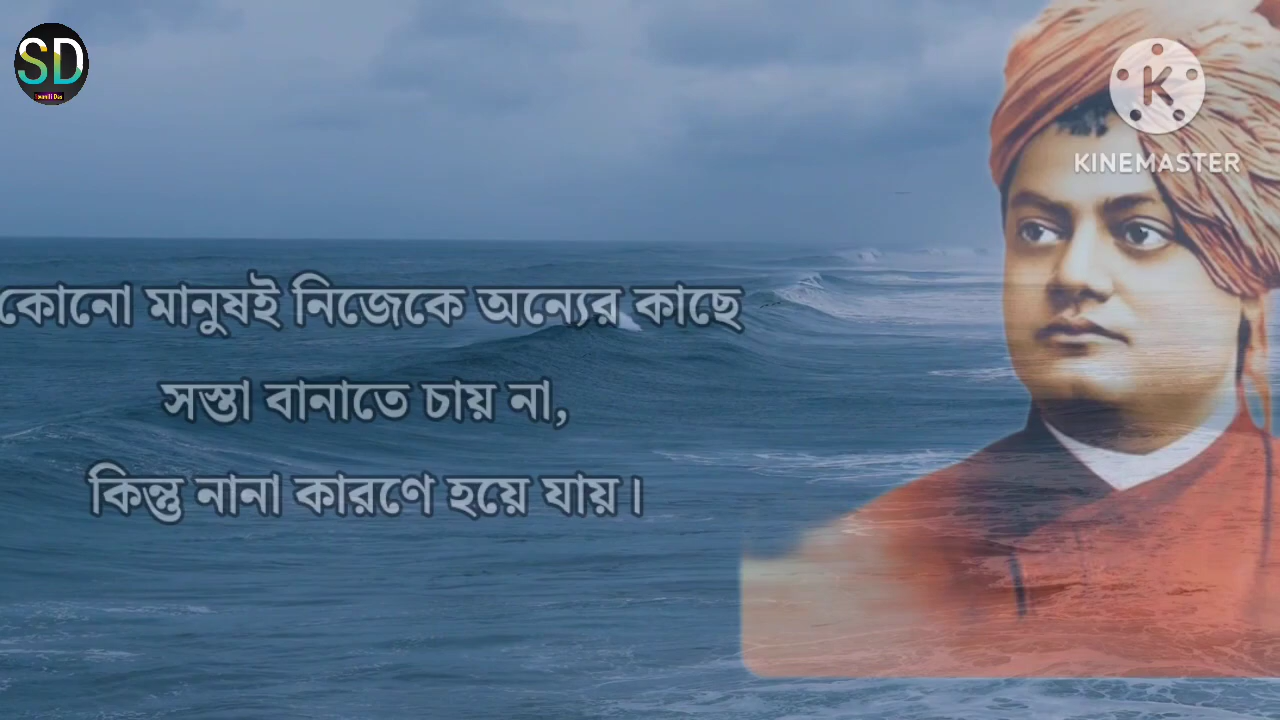 SD
KINEMASTER
কোনো মানুষই নিজেকে অন্যের কাছে
সস্তা বানাতে চায় না,
কিন্তু নানা কারণে হয়ে যায়।